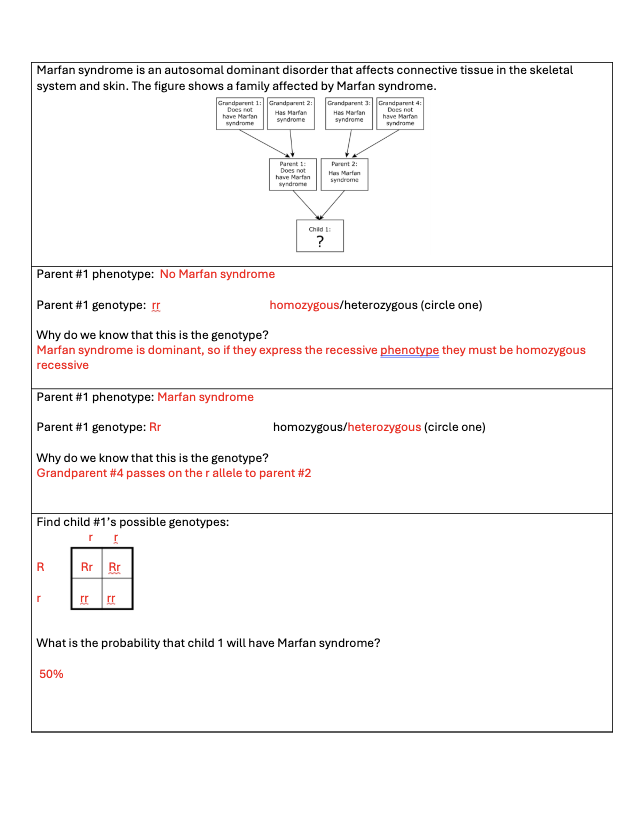 Marfan syndrome is an autosomal dominant disorder that affects connective tissue in the skeletal
system and skin. The figure shows a family affected by Marfan syndrome.
Grandparent 1:
Does not
have Marfan
syndrome
Grandparent 2:
Has Marfan
syndrome
Grandparent 3:
Has Marfan
syndrome
Grandparent 4:
Does not
have Marfan
syndrome
Parent 1:
Does not
have Marfan
syndrome
Parent 2:
Has Marfan
syndrome
Child 1:
?
Parent #1 phenotype: No Marfan syndrome
Parent #1 genotype: rr homozygous/heterozygous (circle one)
Why do we know that this is the genotype?
Marfan syndrome is dominant, so if they express the recessive phenotype they must be homozygous
recessive
Parent #1 phenotype: Marfan syndrome
Parent #1 genotype: Rr homozygous/heterozygous (circle one)
Why do we know that this is the genotype?
Grandparent #4 passes on the r allele to parent #2
Find child #1's possible genotypes:
r r
R Rr Rr
r rr rr
What is the probability that child 1 will have Marfan syndrome?
50%